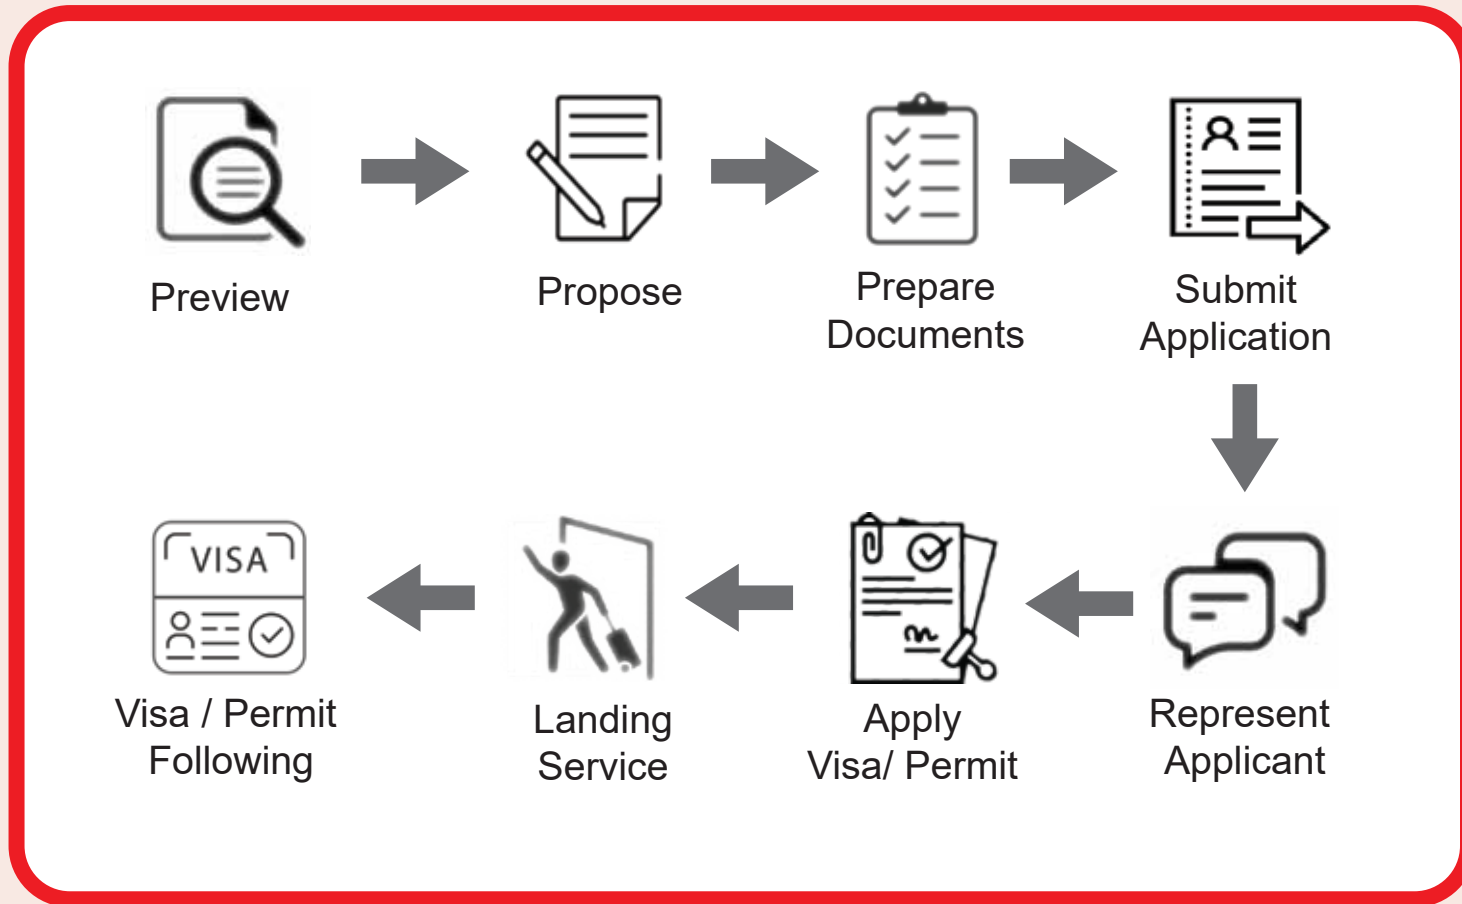 Preview
Propose
Prepare
Documents
Submit
Application
Represent
Applicant
Apply
Visa/ Permit
Landing
Service
VISA
Visa / Permit
Following